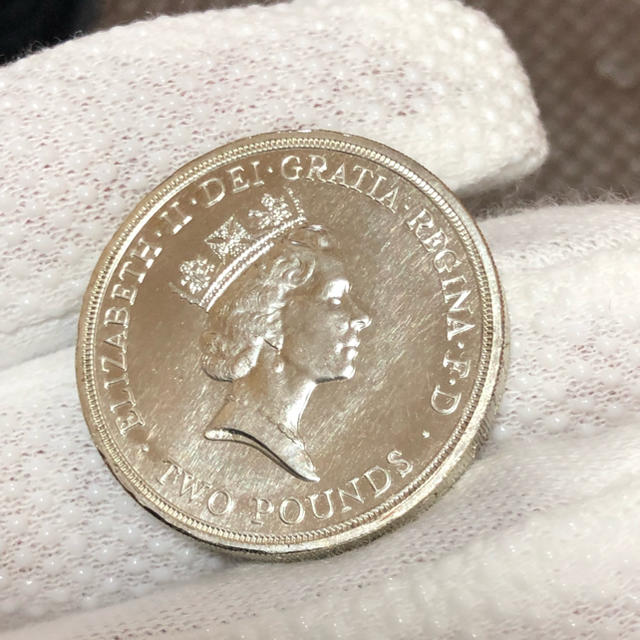 ELIZABETH · II · DEI · GRATIA · REGINA · F · D ·
TWO POUNDS ·